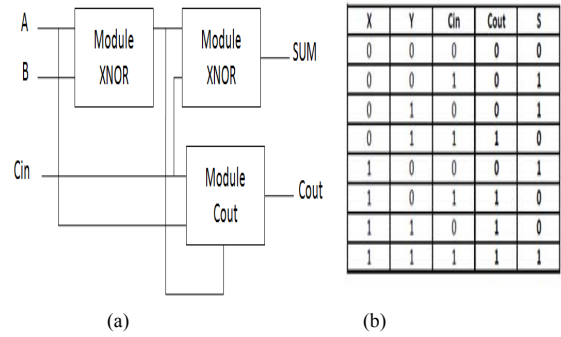 A
B
Cin
Module
XNOR
Module
XNOR
SUM
Module
Cout
Cout
X Y Cin Cout S
0 0 0 0 0
0 0 1 0 1
0 1 0 0 1
0 1 1 1 0
1 0 0 0 1
1 0 1 1 0
1 1 0 1 0
1 1 1 1 1
(a) (b)